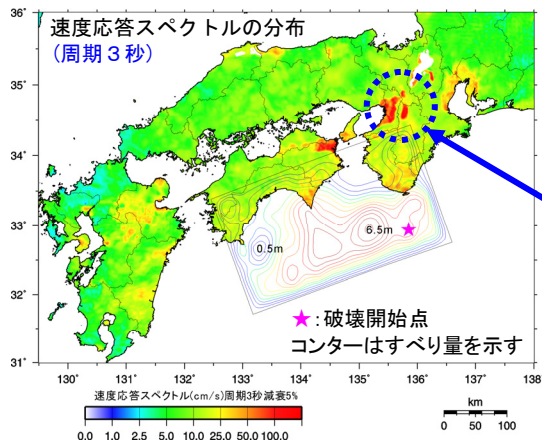 速度応答スペクトルの分布
(周期３秒)
36°
35°
34°
33°
32°
31°
0.5m
6.5m
★:破壊開始点
コンターはすべり量を示す
130°
131°
132°
133°
134°
135°
136°
137°
138
速度応答スペクトル(cm/s)周期3秒減衰5%
0.0 1.0 2.5 5.0 10.0 25.0 50.0 100.0
km
0 50 100